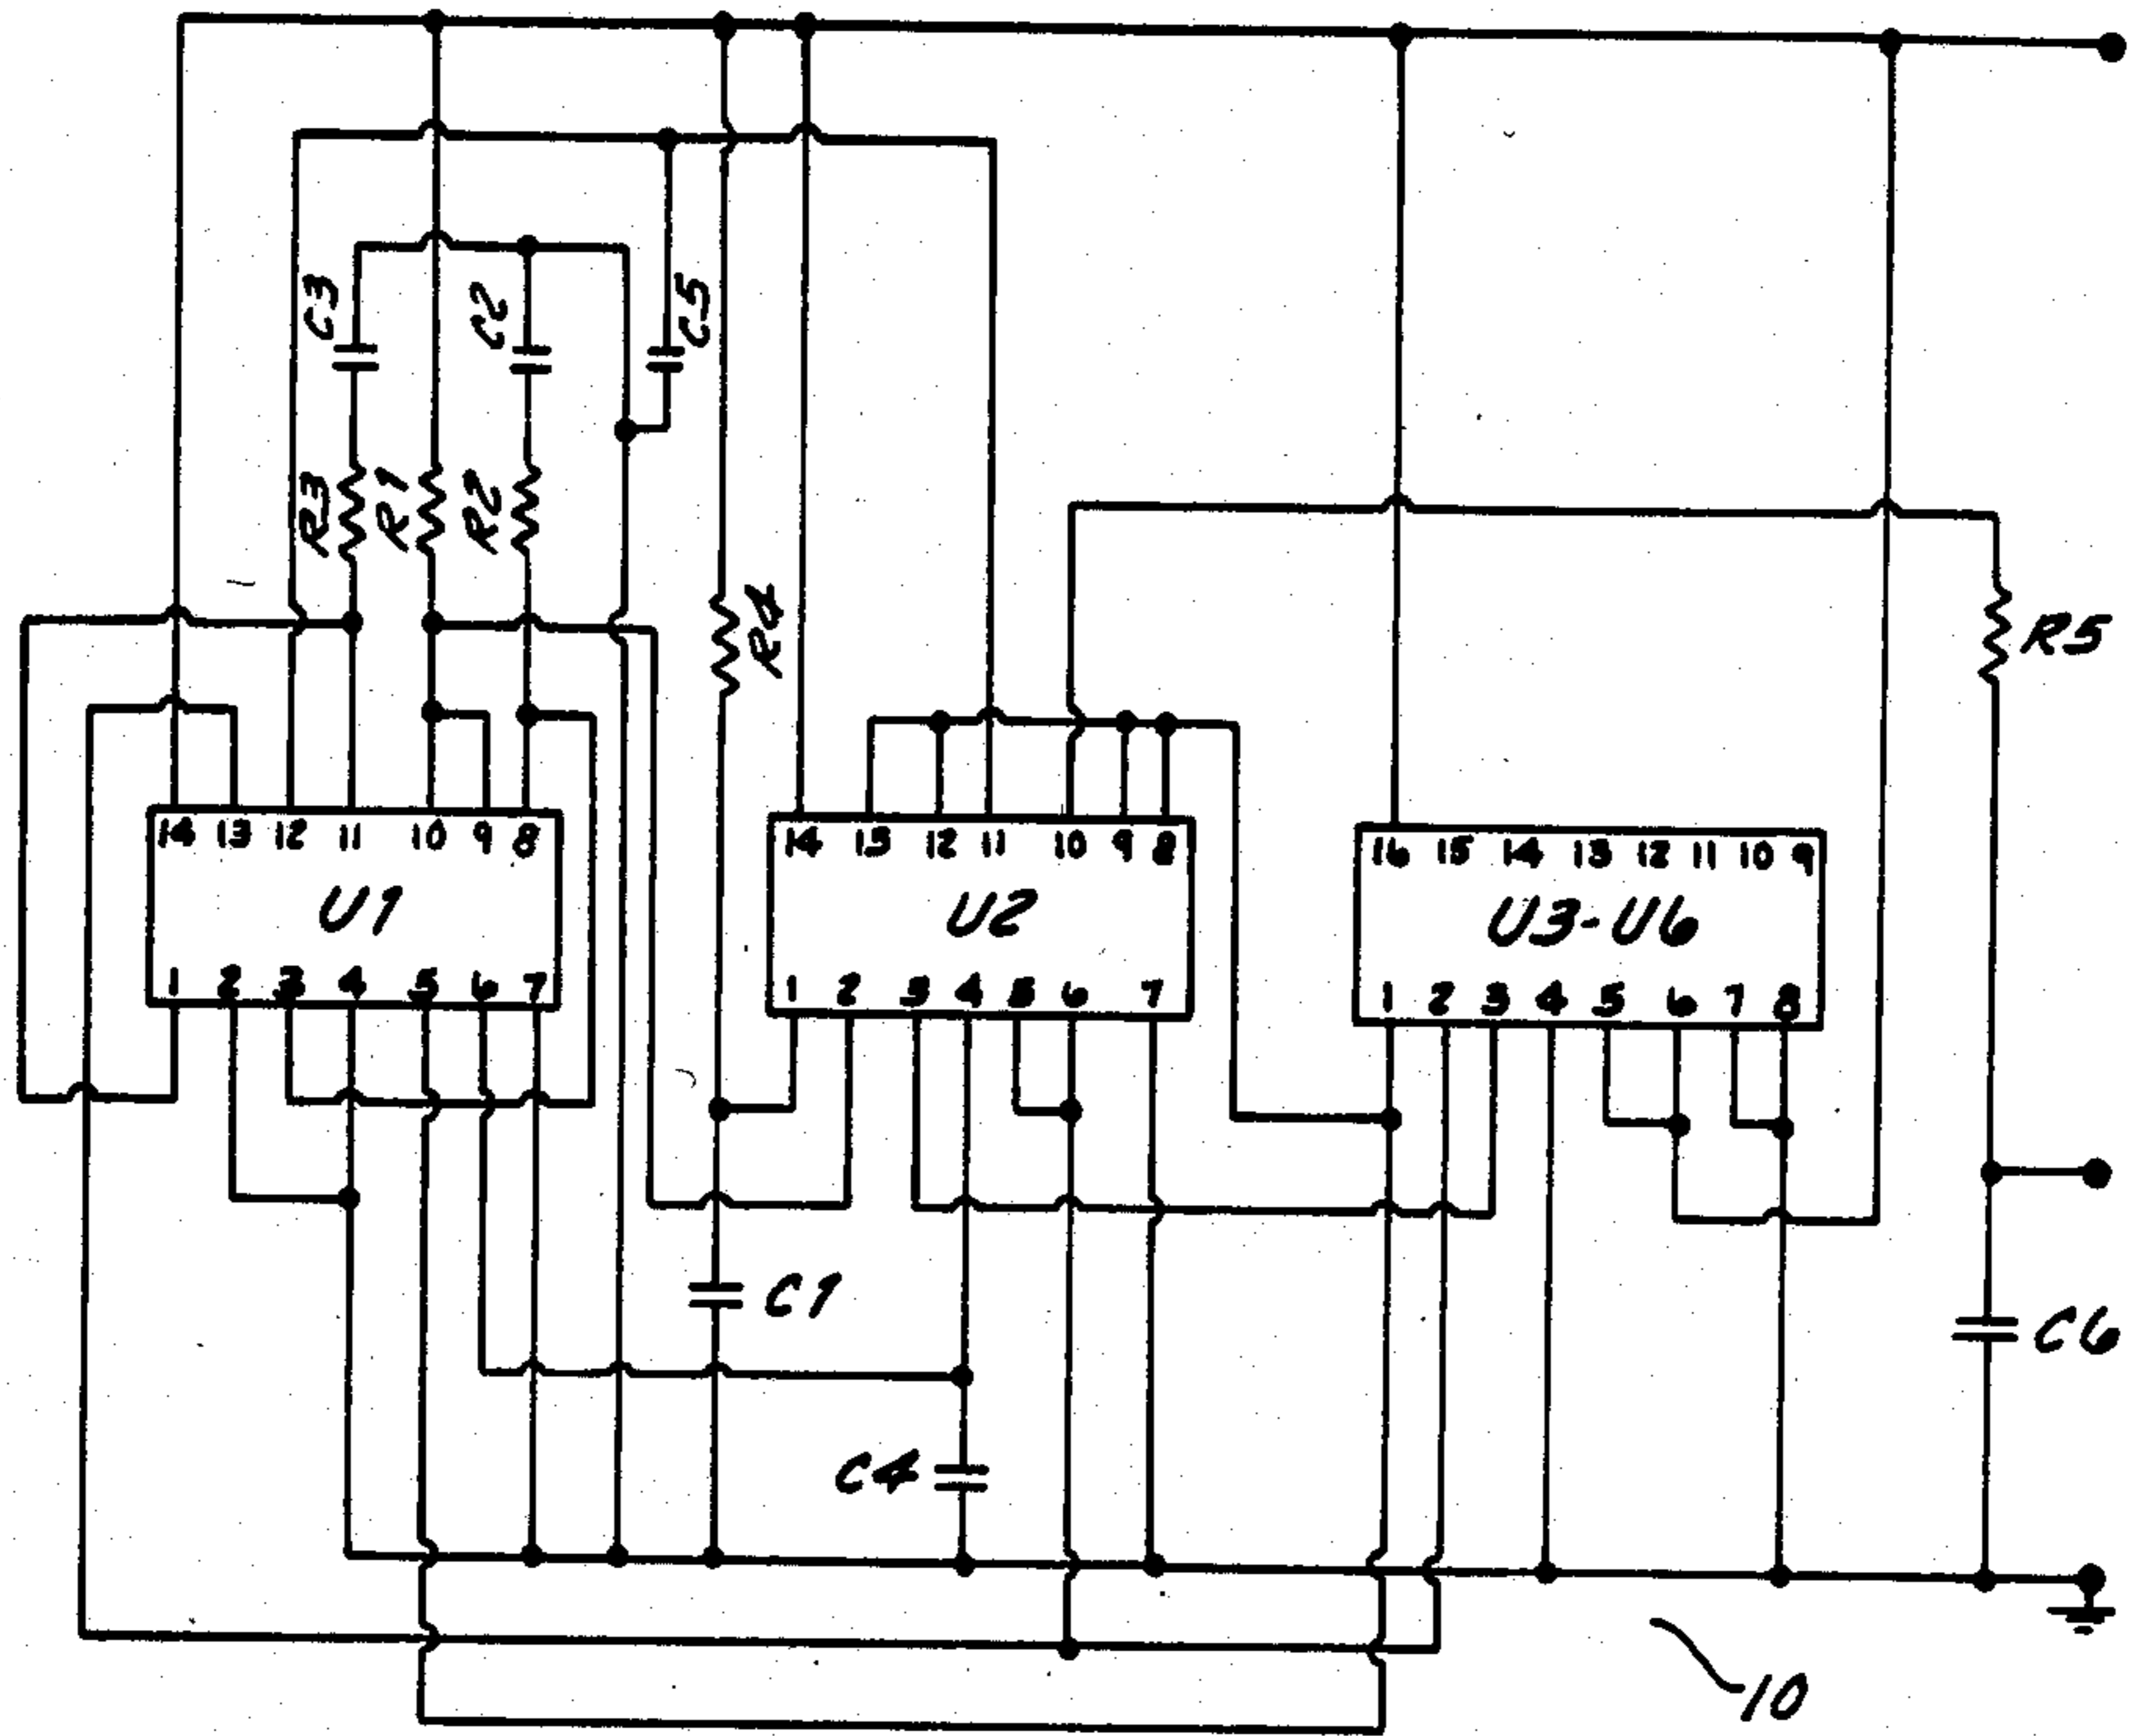 C3 C2 C5
R3 R1 R2
R4
R5
14 13 12 11 10 9 8
U1
1 2 3 4 5 6 7
14 13 12 11 10 9 8
U2
1 2 3 4 5 6 7
16 15 14 13 12 11 10 9
U3-U6
1 2 3 4 5 6 7 8
C1
C6
C4
10